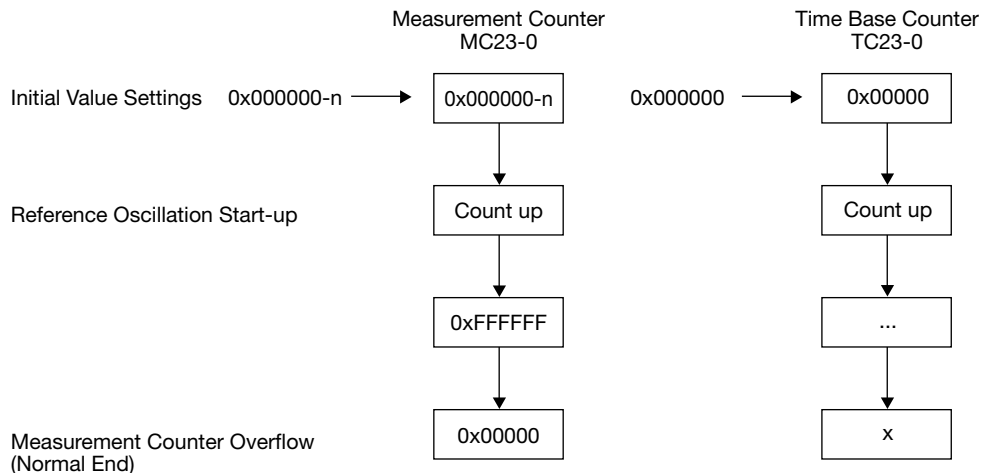 Measurement Counter
MC23-0
Time Base Counter
TC23-0
Initial Value Settings 0x000000-n 0x000000-n 0x000000 0x00000
Reference Oscillation Start-up Count up Count up
0xFFFFFF ...
Measurement Counter Overflow
(Normal End)
0x00000 x